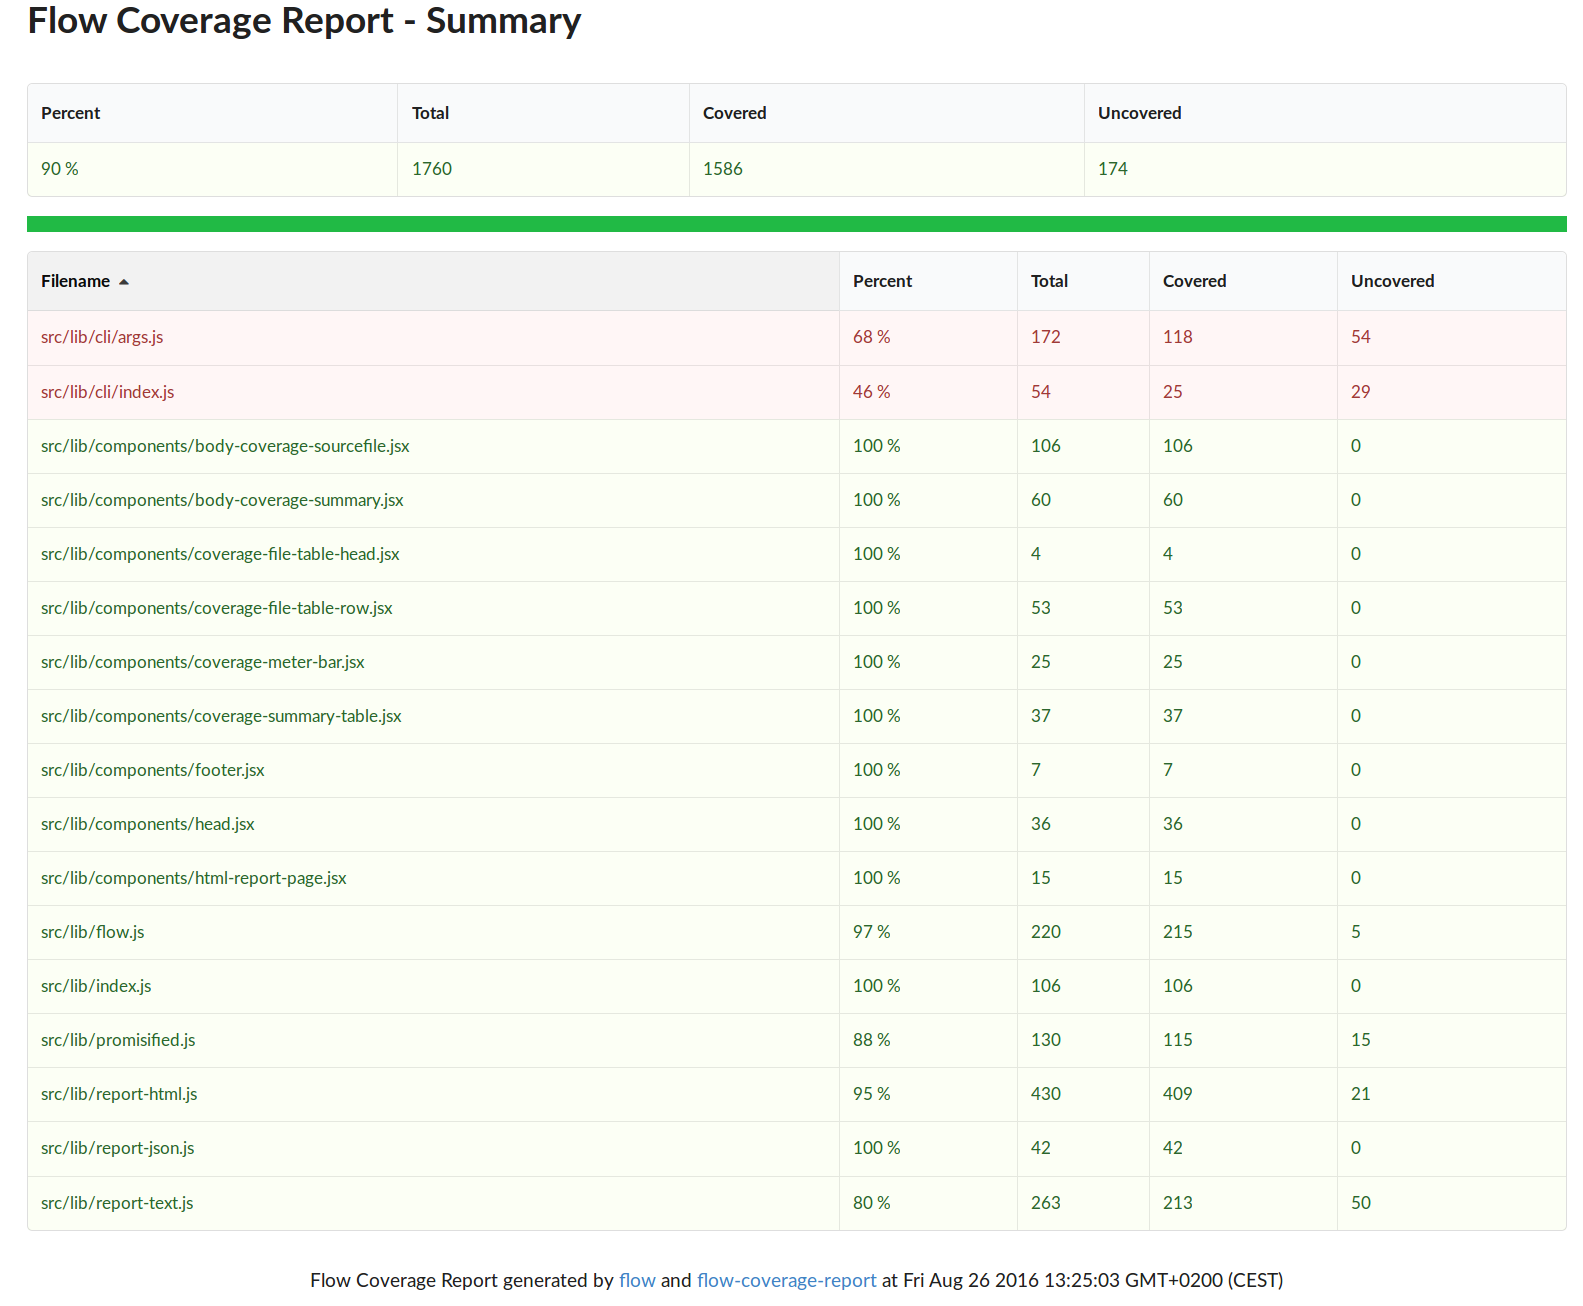 Flow Coverage Report - Summary
Percent Total Covered Uncovered
90 % 1760 1586 174
Filename Percent Total Covered Uncovered
src/lib/cli/args.js 68 % 172 118 54
src/lib/cli/index.js 46 % 54 25 29
src/lib/components/body-coverage-sourcefile.jsx 100 % 106 106 0
src/lib/components/body-coverage-summary.jsx 100 % 60 60 0
src/lib/components/coverage-file-table-head.jsx 100 % 4 4 0
src/lib/components/coverage-file-table-row.jsx 100 % 53 53 0
src/lib/components/coverage-meter-bar.jsx 100 % 25 25 0
src/lib/components/coverage-summary-table.jsx 100 % 37 37 0
src/lib/components/footer.jsx 100 % 7 7 0
src/lib/components/head.jsx 100 % 36 36 0
src/lib/components/html-report-page.jsx 100 % 15 15 0
src/lib/flow.js 97 % 220 215 5
src/lib/index.js 100 % 106 106 0
src/lib/promisified.js 88 % 130 115 15
src/lib/report-html.js 95 % 430 409 21
src/lib/report-json.js 100 % 42 42 0
src/lib/report-text.js 80 % 263 213 50
Flow Coverage Report generated by flow and flow-coverage-report at Fri Aug 26 2016 13:25:03 GMT+0200 (CEST)